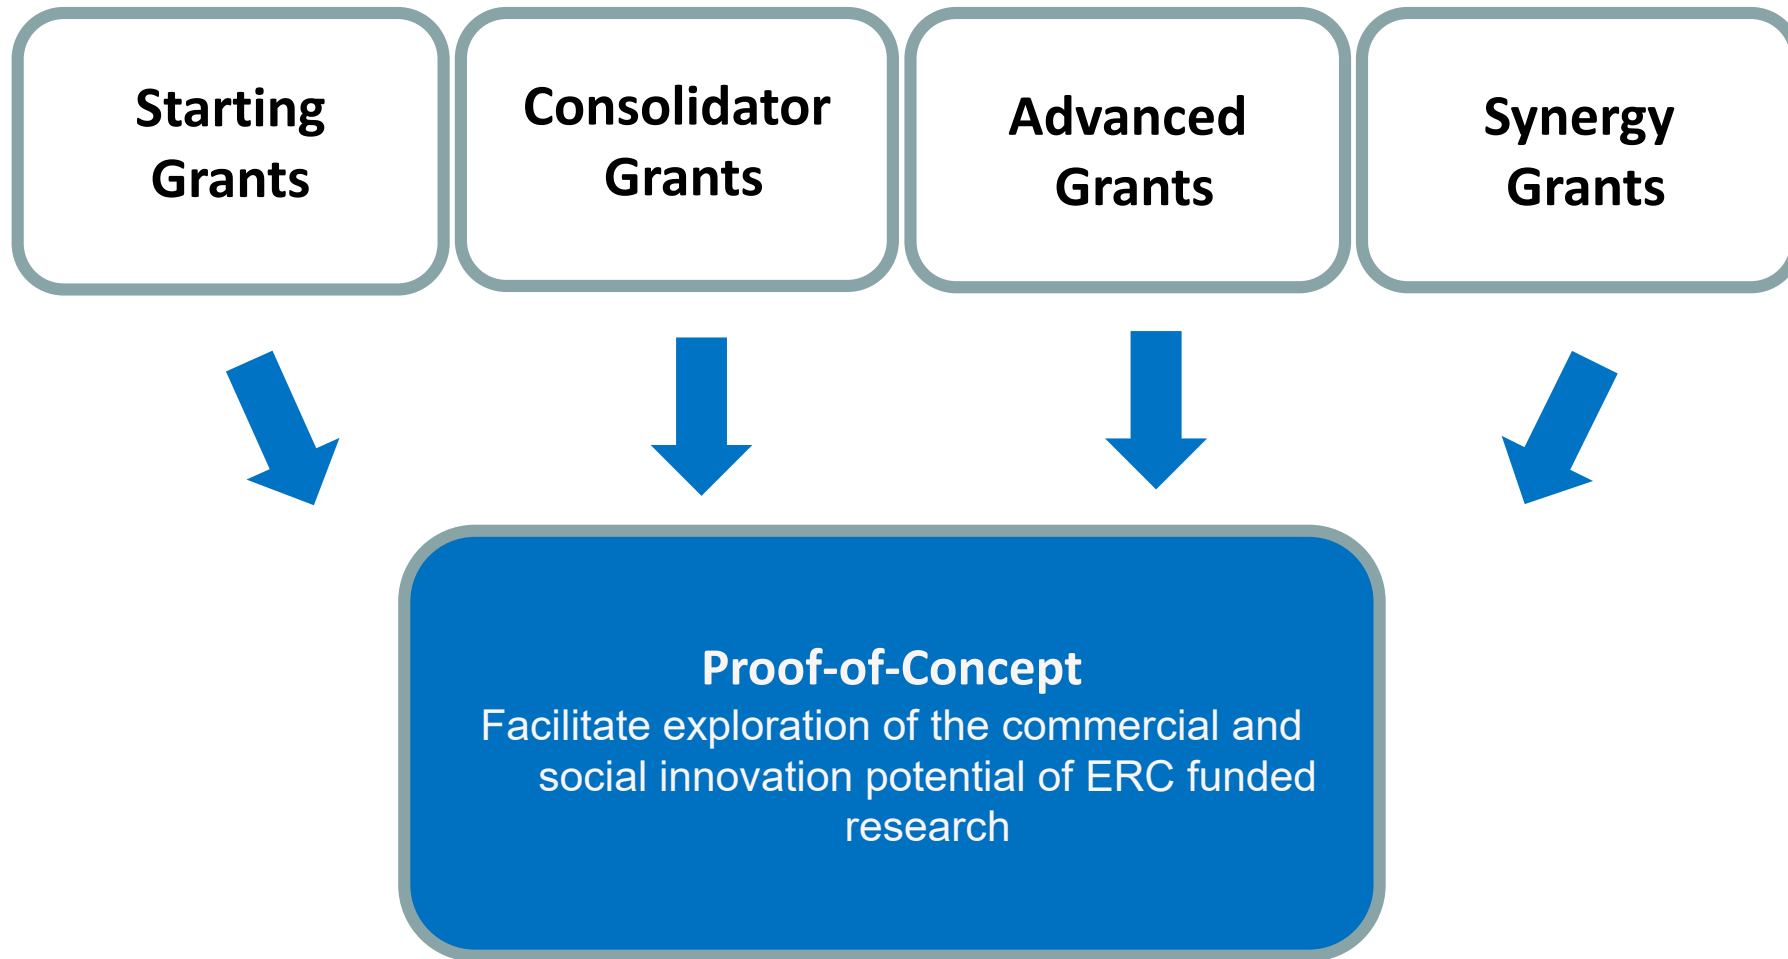 Starting
Grants
Consolidator
Grants
Advanced
Grants
Synergy
Grants
Proof-of-Concept
Facilitate exploration of the commercial and
social innovation potential of ERC funded
research